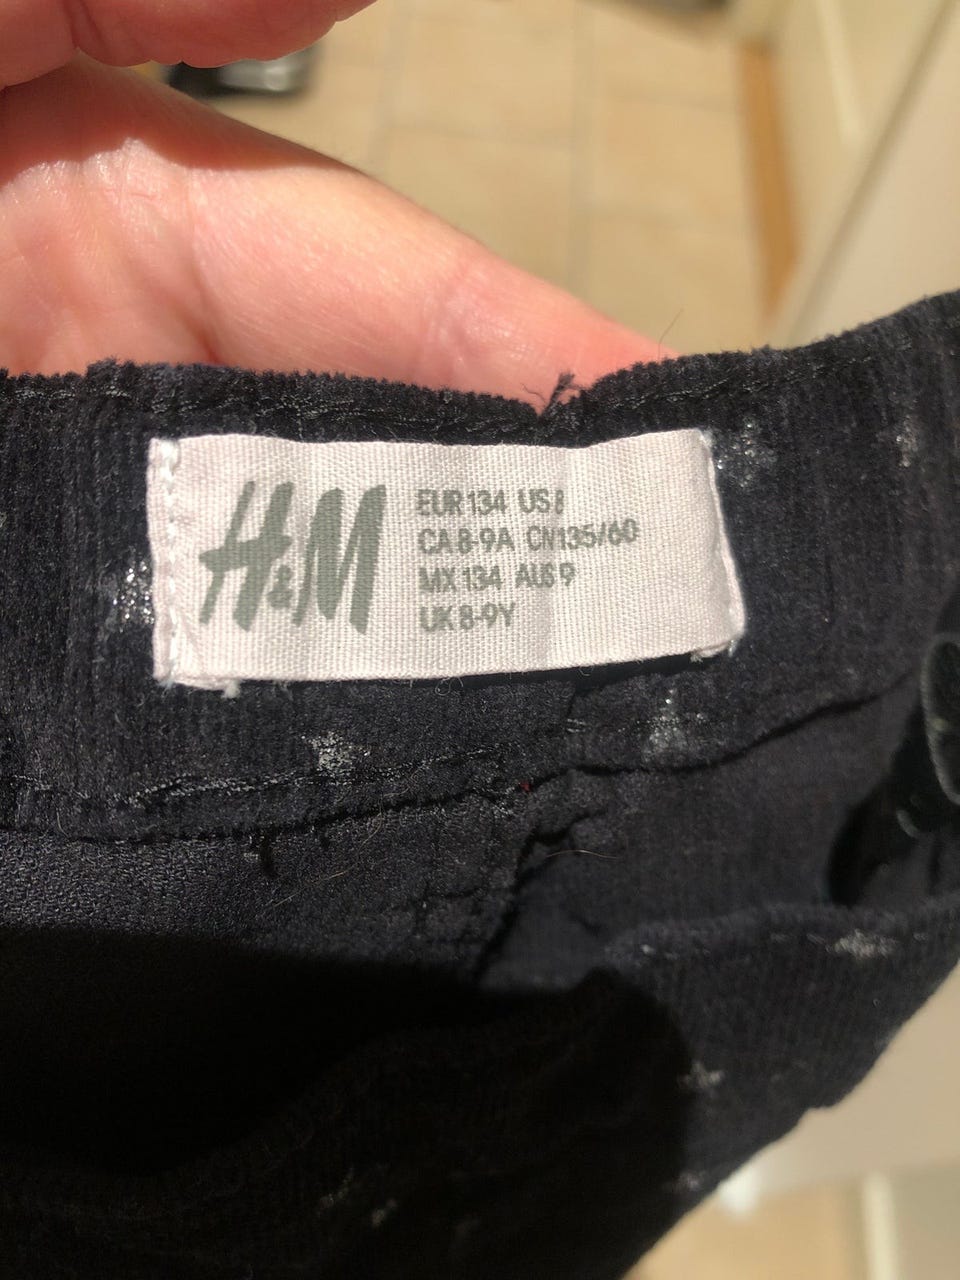 H&M
EUR 134 US 8
CA 8-9A CN 135/60
MX 134 AUS 9
UK 8-9Y